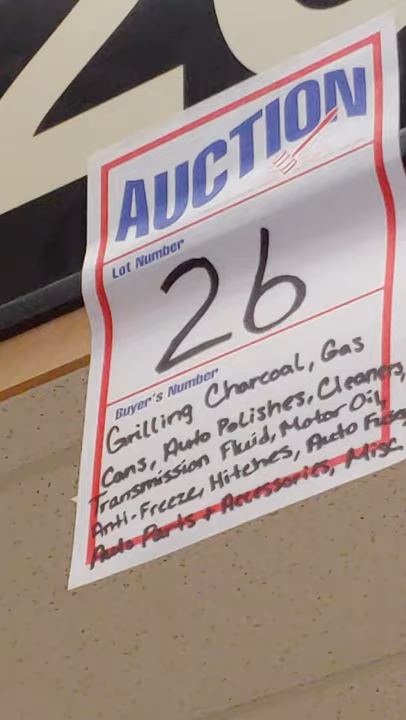 AUCTION
Lot Number
26
Buyer's Number
Grilling Charcoal, Gas
Cans, Auto Polishes, Cleaners,
Transmission Fluid, Motor Oil,
Anti-Freeze, Hitches, Auto Fuses
Auto Parts + Accessories, Misc